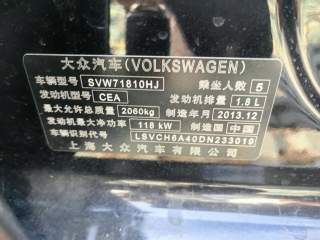 大众汽车(VOLKSWAGEN)
车辆型号 SVW71810HJ 乘坐人数 5
发动机型号 CEA 发动机排量 1.8 L
最大允许总质量 2060kg 制造年月 2013.12
发动机最大净功率 118 kW 制造国 中国
车辆识别代号 LSVCH6A40DN233019
上海大众汽车有限公司